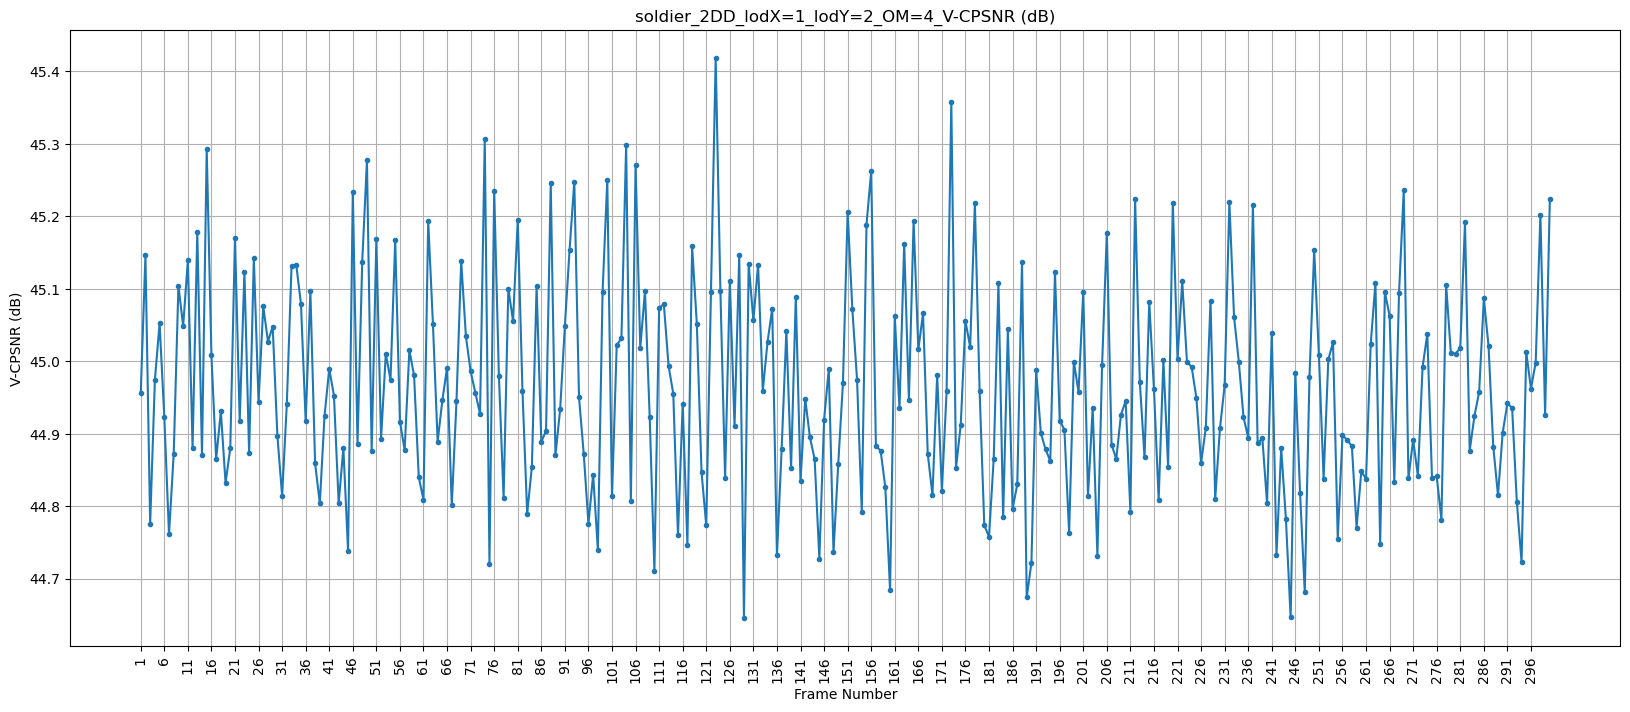 soldier_2DD_lodX=1_lodY=2_OM=4_V-CPSNR (dB)
V-CPSNR (dB)
45.4
45.3
45.2
45.1
45.0
44.9
44.8
44.7
1 6 11 16 21 26 31 36 41 46 51 56 61 66 71 76 81 86 91 96 101 106 111 116 121 126 131 136 141 146 151 156 161 166 171 176 181 186 191 196 201 206 211 216 221 226 231 236 241 246 251 256 261 266 271 276 281 286 291 296
Frame Number